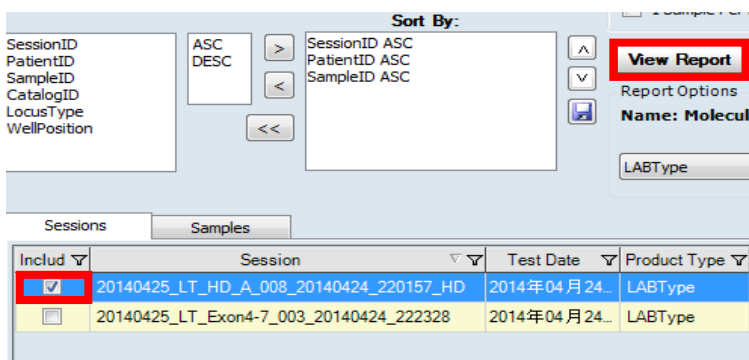 Sort By:
SessionID
PatientID
SampleID
CatalogID
LocusType
WellPosition
ASC
DESC
>
<
<<
SessionID ASC
PatientID ASC
SampleID ASC
View Report
Report Options
Name: Molecul
LABType
Sessions
Samples
Includ Session Test Date Product Type
20140425_LT_HD_A_008_20140424_220157_HD 2014年04月24... LABType
20140425_LT_Exon4-7_003_20140424_222328 2014年04月24... LABType